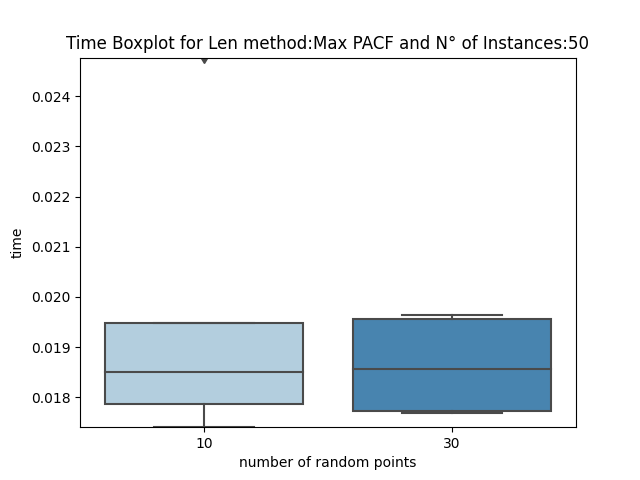 Time Boxplot for Len method:Max PACF and N° of Instances:50
0.024
0.023
0.022
0.021
0.020
0.019
0.018
time
10 30
number of random points